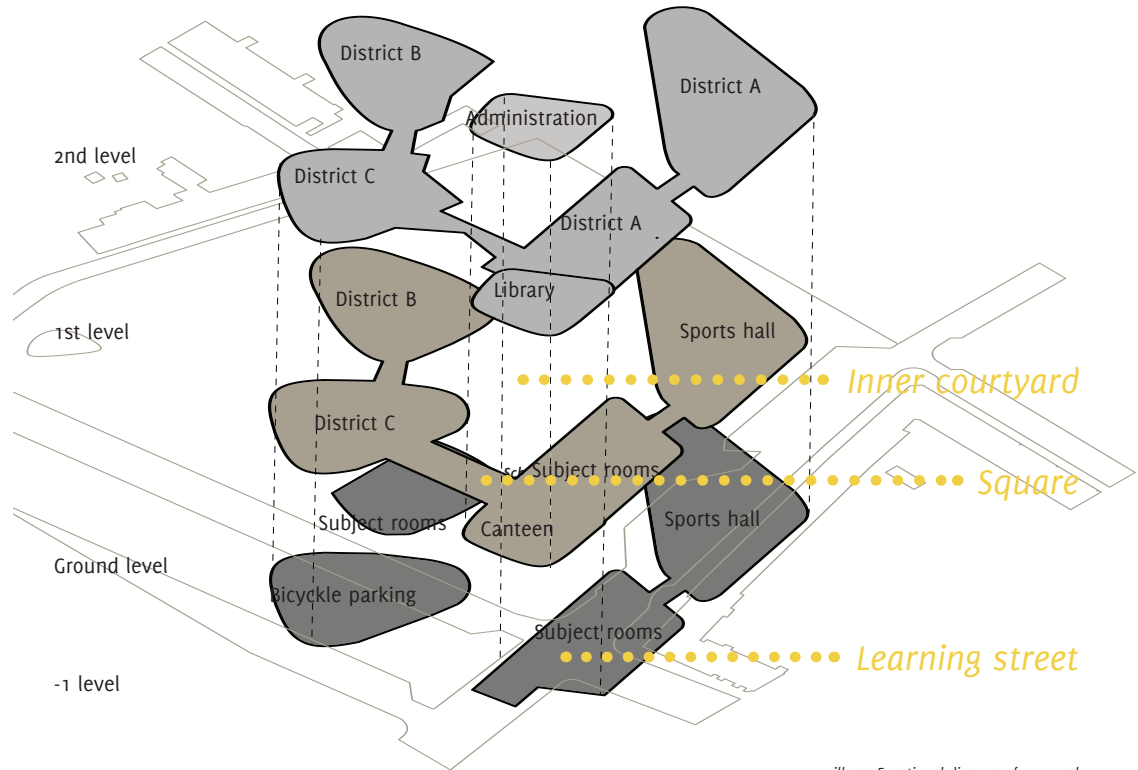 District B
District A
Administration
2nd level
District C
District A
Library
District B
1st level
Sports hall
Inner courtyard
District C
Subject rooms
Square
Sports hall
Subject rooms
Canteen
Ground level
Bicyckle parking
Subject rooms
Learning street
-1 level